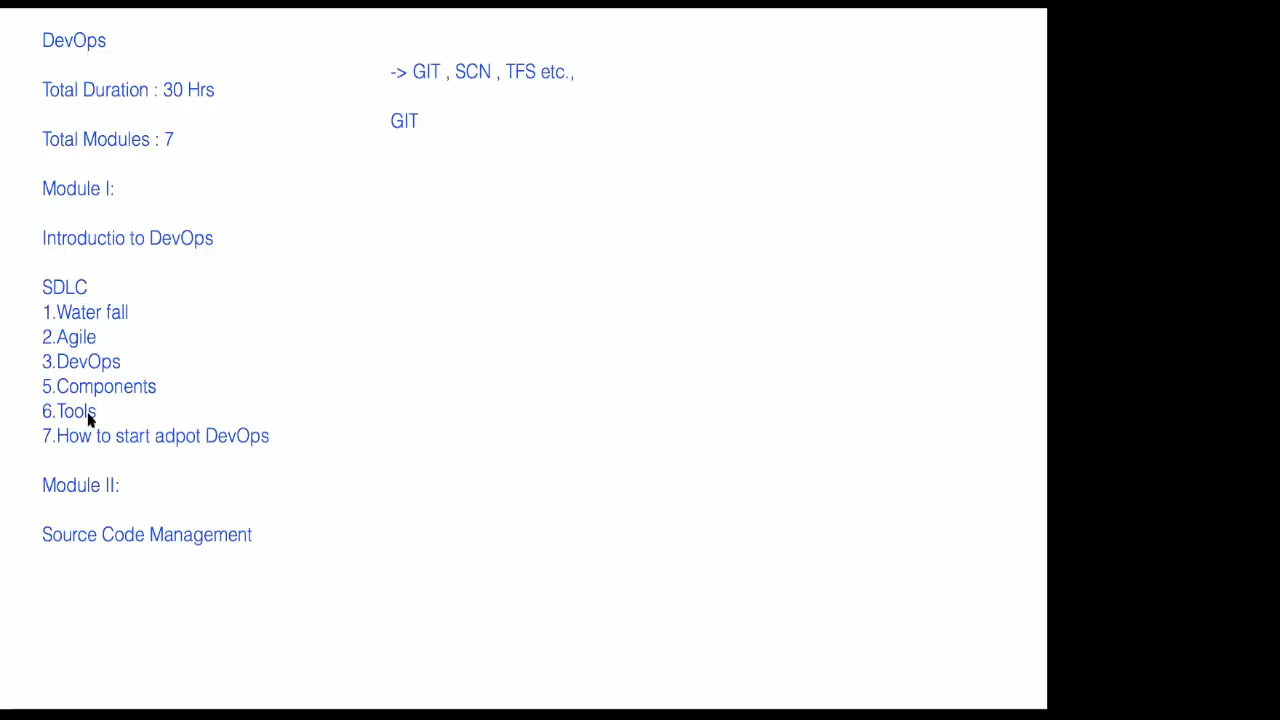 DevOps
Total Duration : 30 Hrs
Total Modules : 7
Module I:
Introductio to DevOps
SDLC
1.Water fall
2.Agile
3.DevOps
5.Components
6.Tools
7.How to start adpot DevOps
Module II:
Source Code Management
-> GIT , SCN , TFS etc.,
GIT